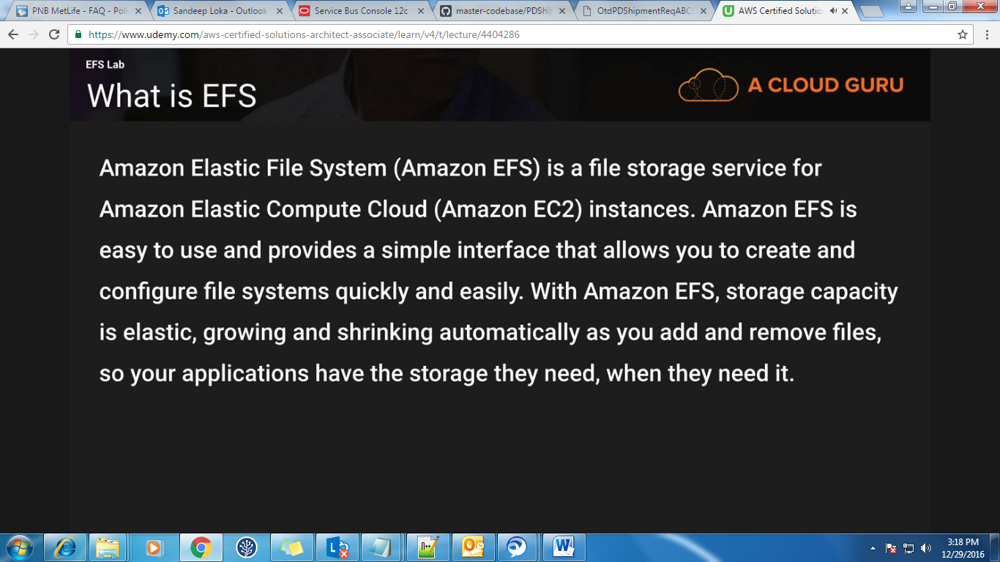 PNB MetLife - FAQ - Poli
Sandeep Loka - Outlook
Service Bus Console 12c
master-codebase/PDShip
OtdPDShipmentReqABCS
AWS Certified Solutio
https://www.udemy.com/aws-certified-solutions-architect-associate/learn/v4/t/lecture/4404286
EFS Lab
What is EFS
A CLOUD GURU
Amazon Elastic File System (Amazon EFS) is a file storage service for
Amazon Elastic Compute Cloud (Amazon EC2) instances. Amazon EFS is
easy to use and provides a simple interface that allows you to create and
configure file systems quickly and easily. With Amazon EFS, storage capacity
is elastic, growing and shrinking automatically as you add and remove files,
so your applications have the storage they need, when they need it.
3:18 PM
12/29/2016